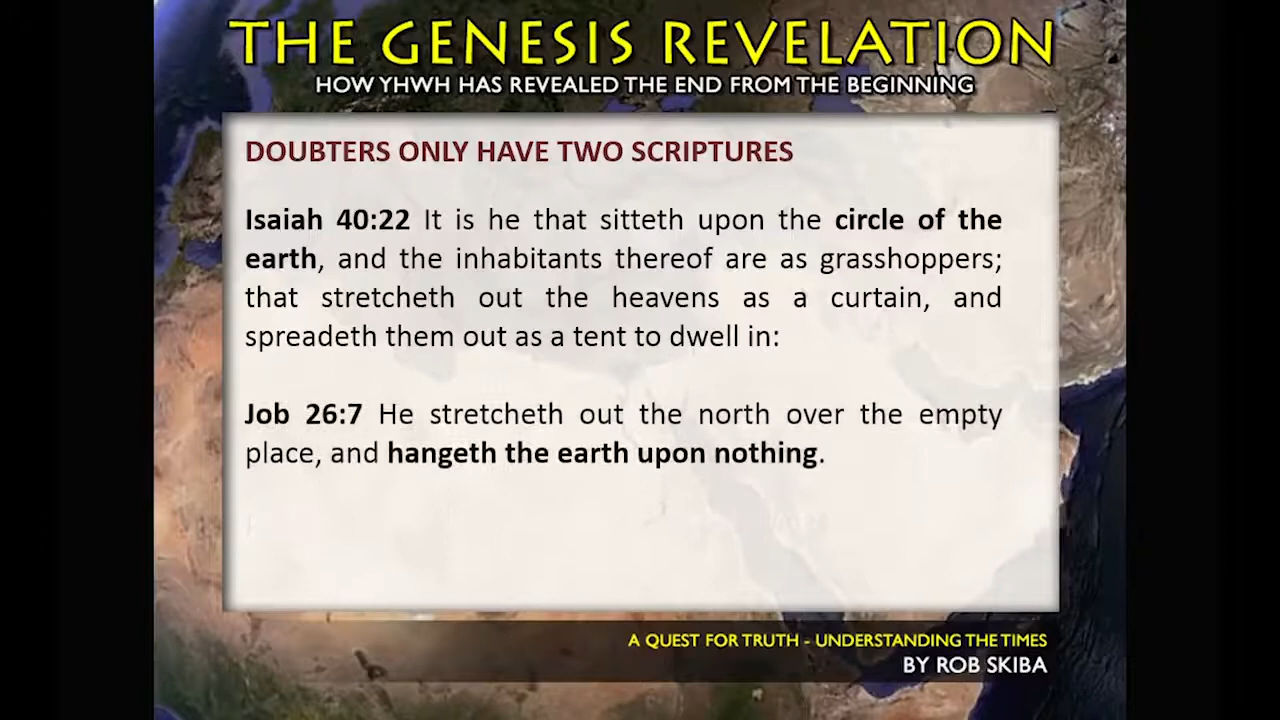 THE GENESIS REVELATION
HOW YHWH HAS REVEALED THE END FROM THE BEGINNING
DOUBTERS ONLY HAVE TWO SCRIPTURES
Isaiah 40:22 It is he that sitteth upon the circle of the
earth, and the inhabitants thereof are as grasshoppers;
that stretcheth out the heavens as a curtain, and
spreadeth them out as a tent to dwell in:
Job 26:7 He stretcheth out the north over the empty
place, and hangeth the earth upon nothing.
A QUEST FOR TRUTH - UNDERSTANDING THE TIMES
BY ROB SKIBA